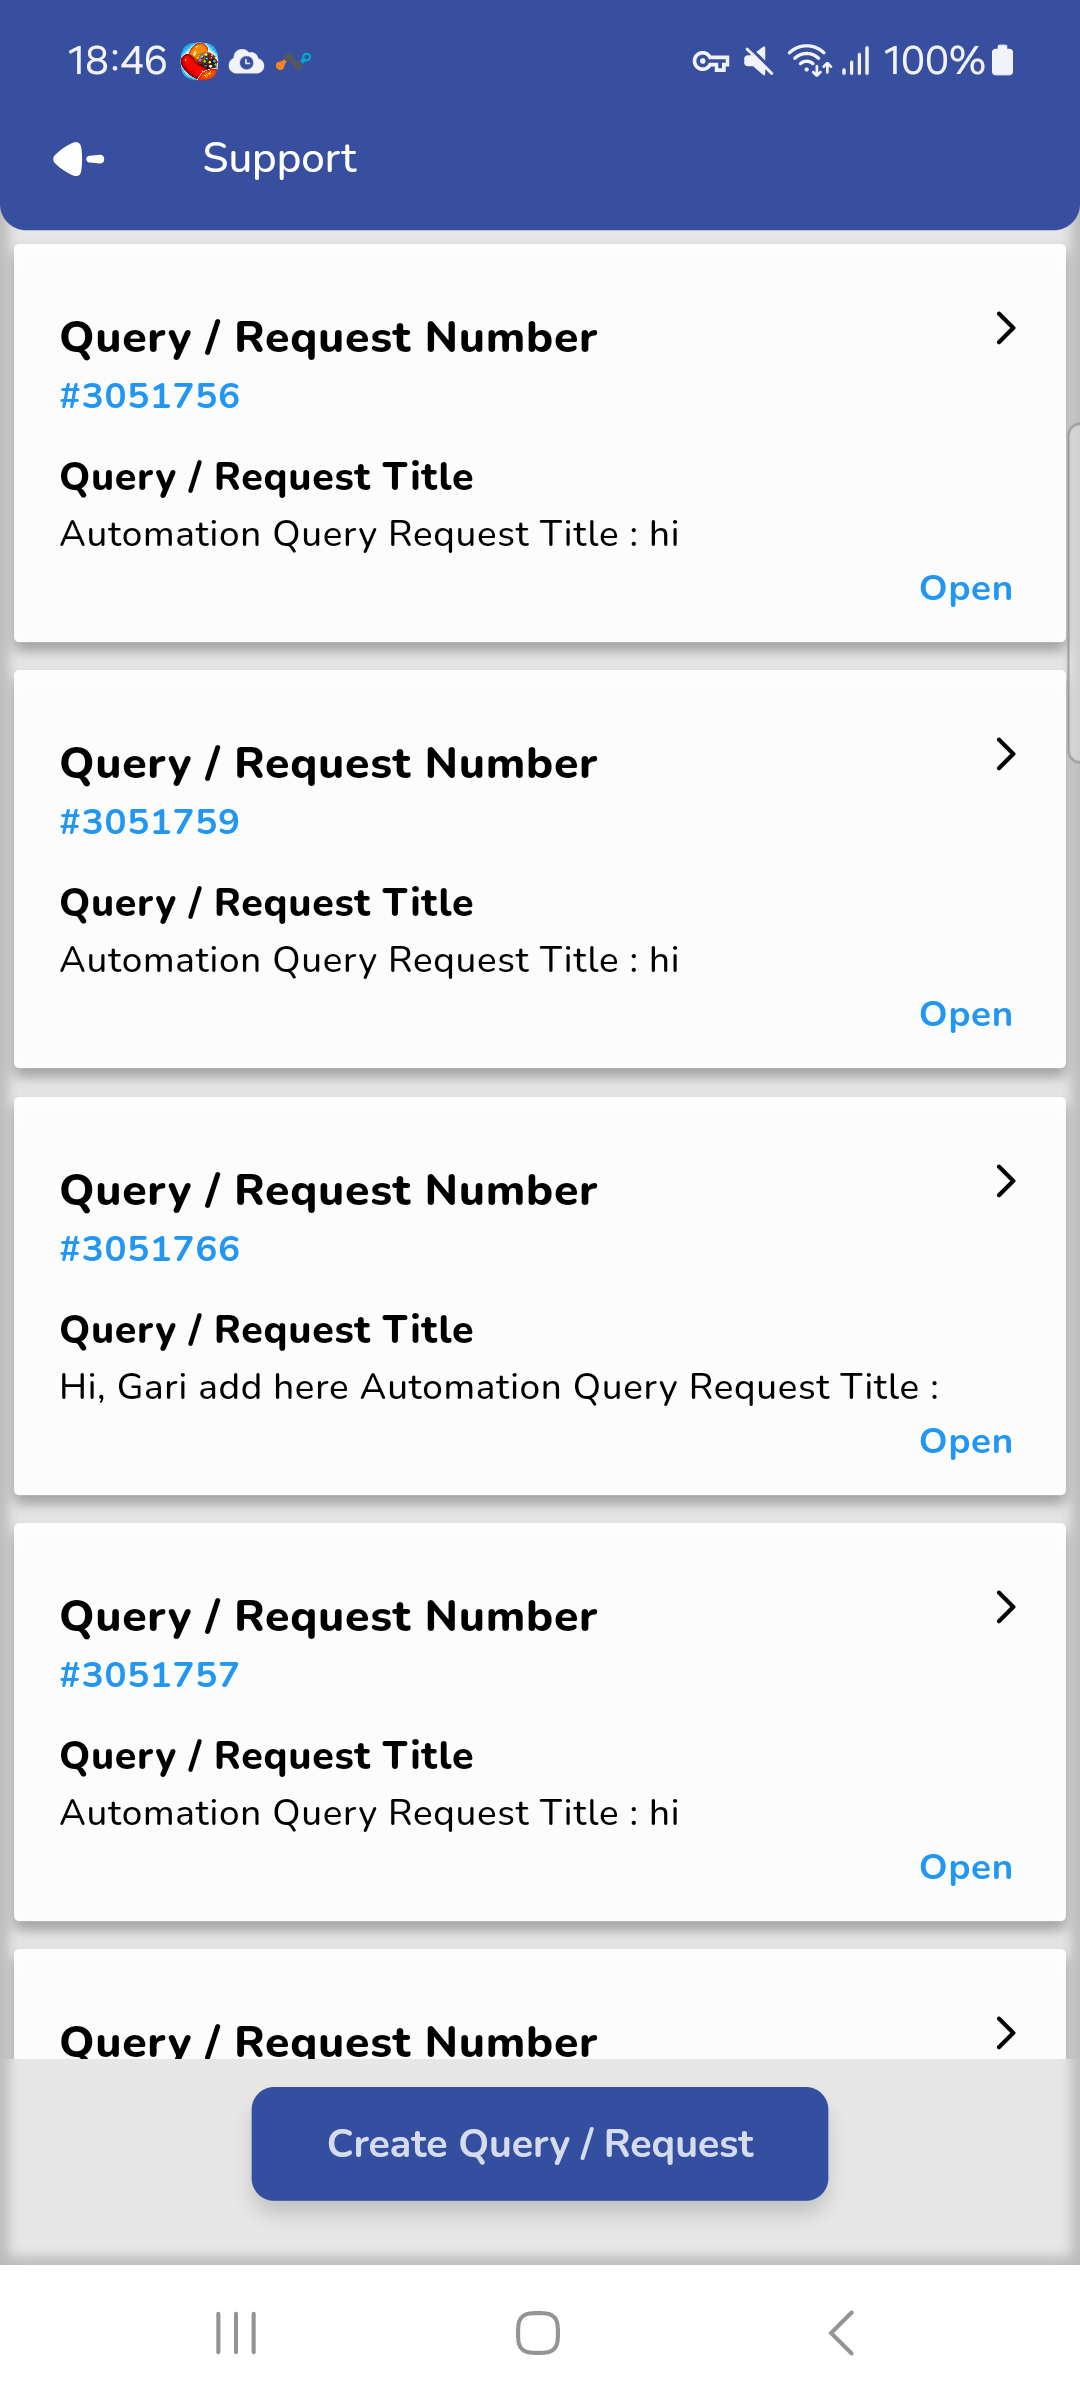 18:46
100%
Support
Query / Request Number
#3051756
Query / Request Title
Automation Query Request Title : hi
Open
Query / Request Number
#3051759
Query / Request Title
Automation Query Request Title : hi
Open
Query / Request Number
#3051766
Query / Request Title
Hi, Gari add here Automation Query Request Title :
Open
Query / Request Number
#3051757
Query / Request Title
Automation Query Request Title : hi
Open
Query / Request Number
Create Query / Request